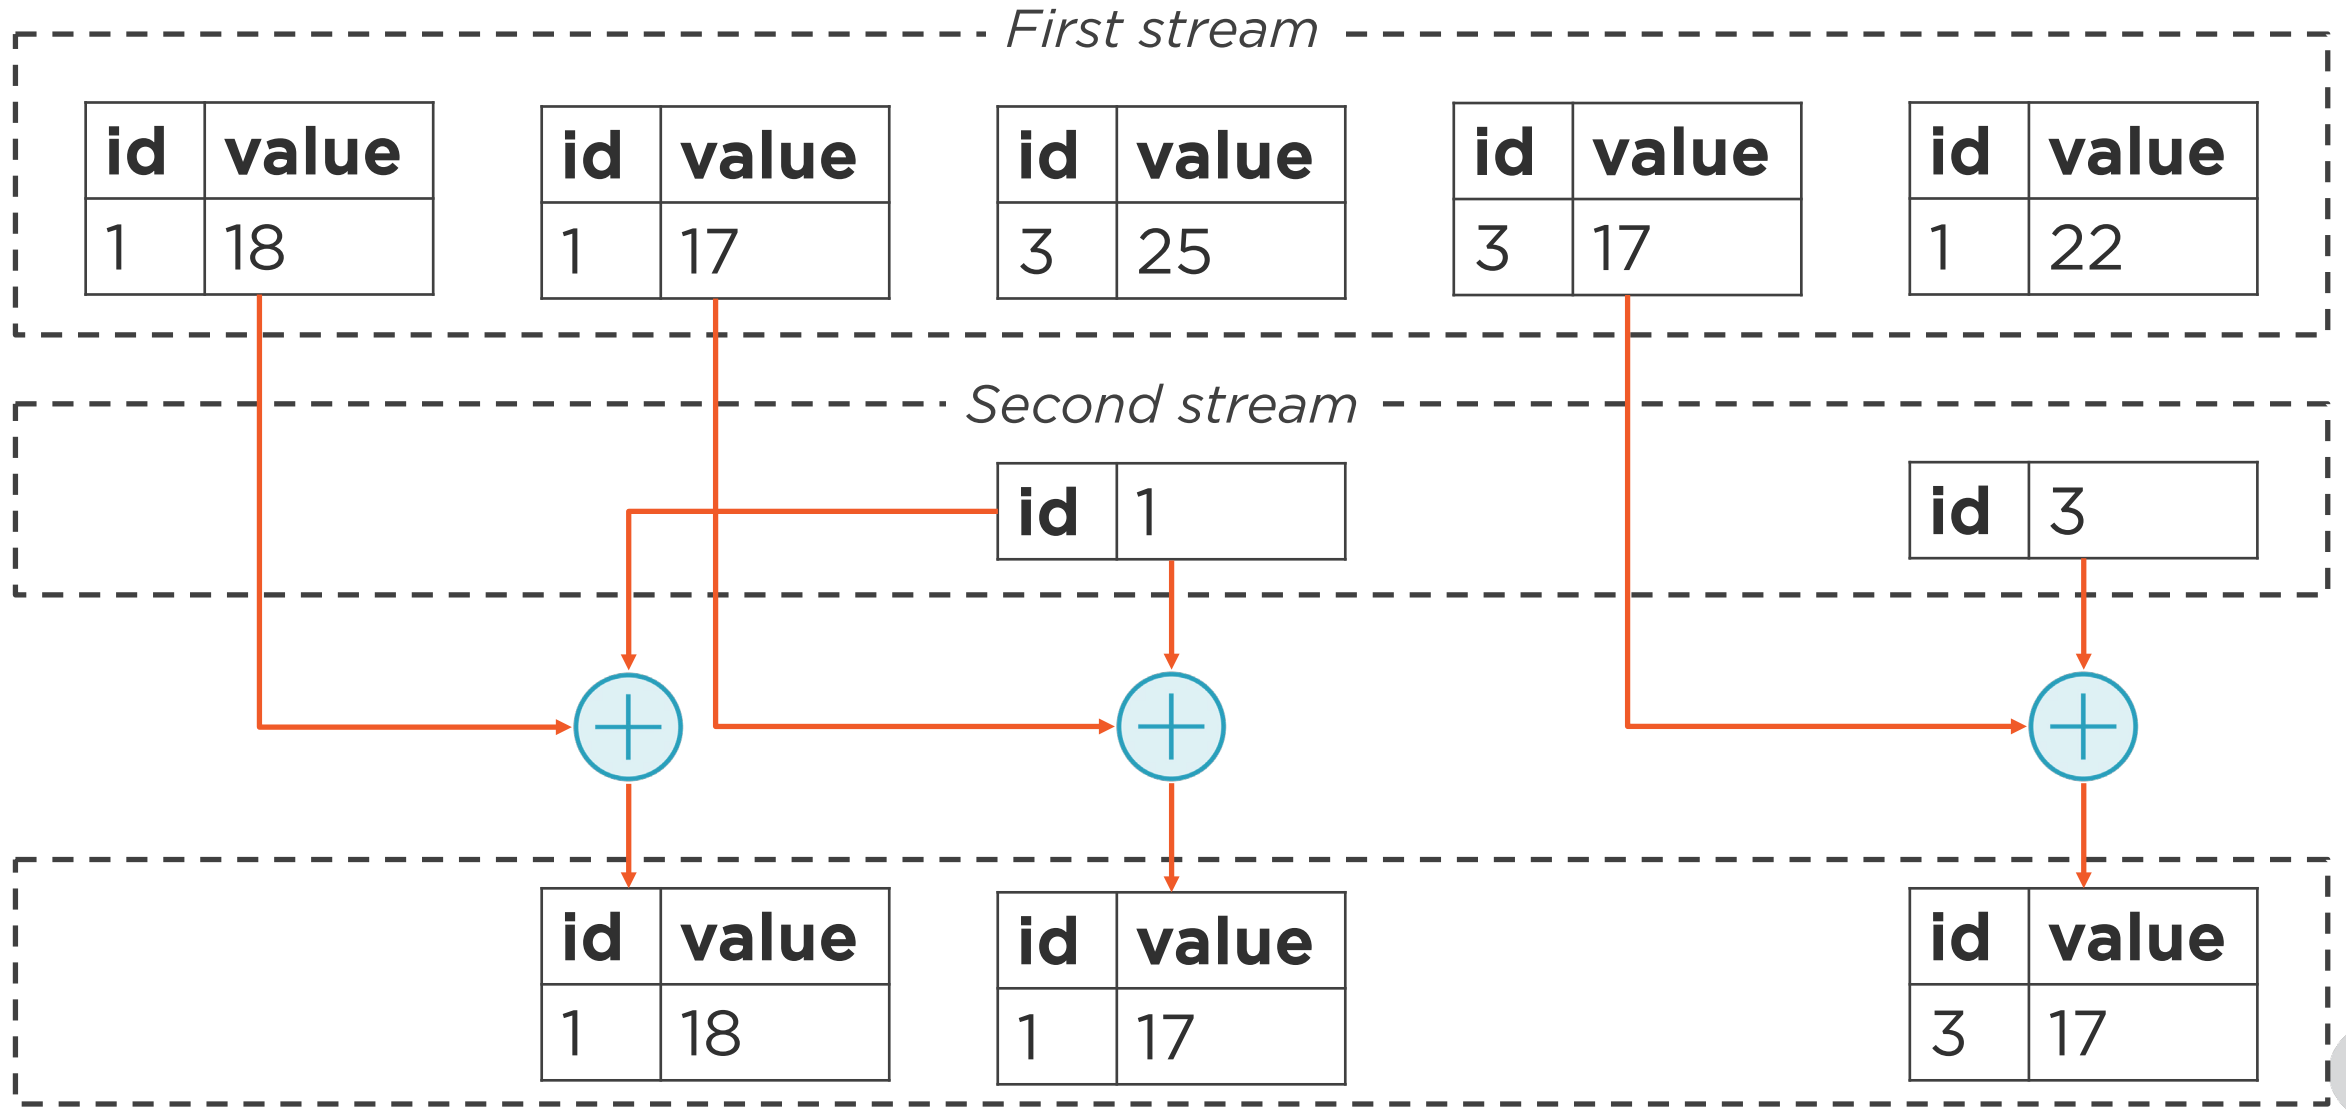 First stream
id value id value id value id value id value
1 18 1 17 3 25 3 17 1 22
Second stream
id 1 id 3
id value id value id value
1 18 1 17 3 17